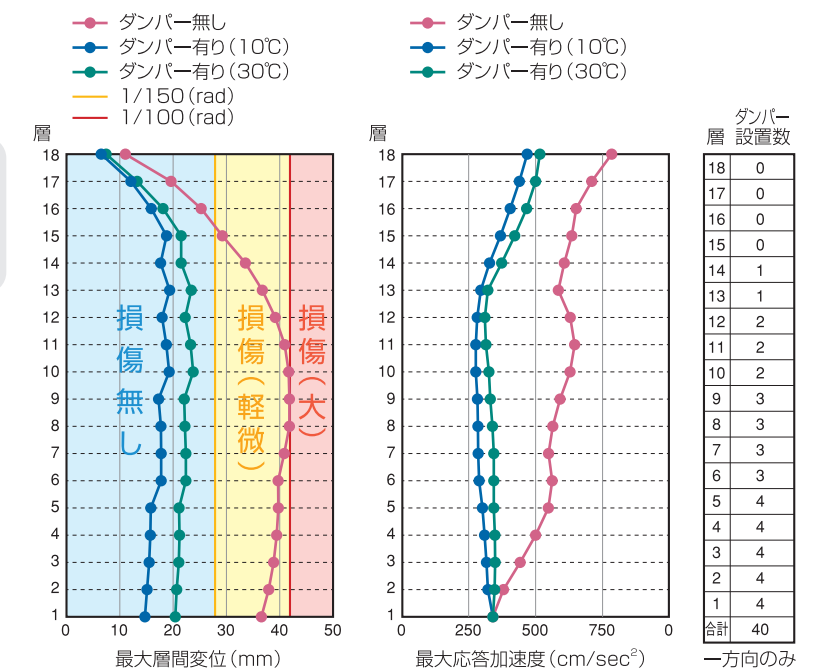 ダンパー無し
ダンパー有り（10℃）
ダンパー有り（30℃）
1/150（rad）
1/100（rad）
層
18
17
16
15
14
13
12
11
10
9
8
7
6
5
4
3
2
1
損傷無し
損傷（軽微）
損傷（大）
0 10 20 30 40 50
最大層間変位（mm）
ダンパー無し
ダンパー有り（10℃）
ダンパー有り（30℃）
層
18
17
16
15
14
13
12
11
10
9
8
7
6
5
4
3
2
1
0 250 500 750 0
最大応答加速度（cm/sec²）
ダンパー
層 設置数
18 0
17 0
16 0
15 0
14 1
13 1
12 2
11 2
10 2
9 3
8 3
7 3
6 3
5 4
4 4
3 4
2 4
1 4
合計 40
一方向のみ